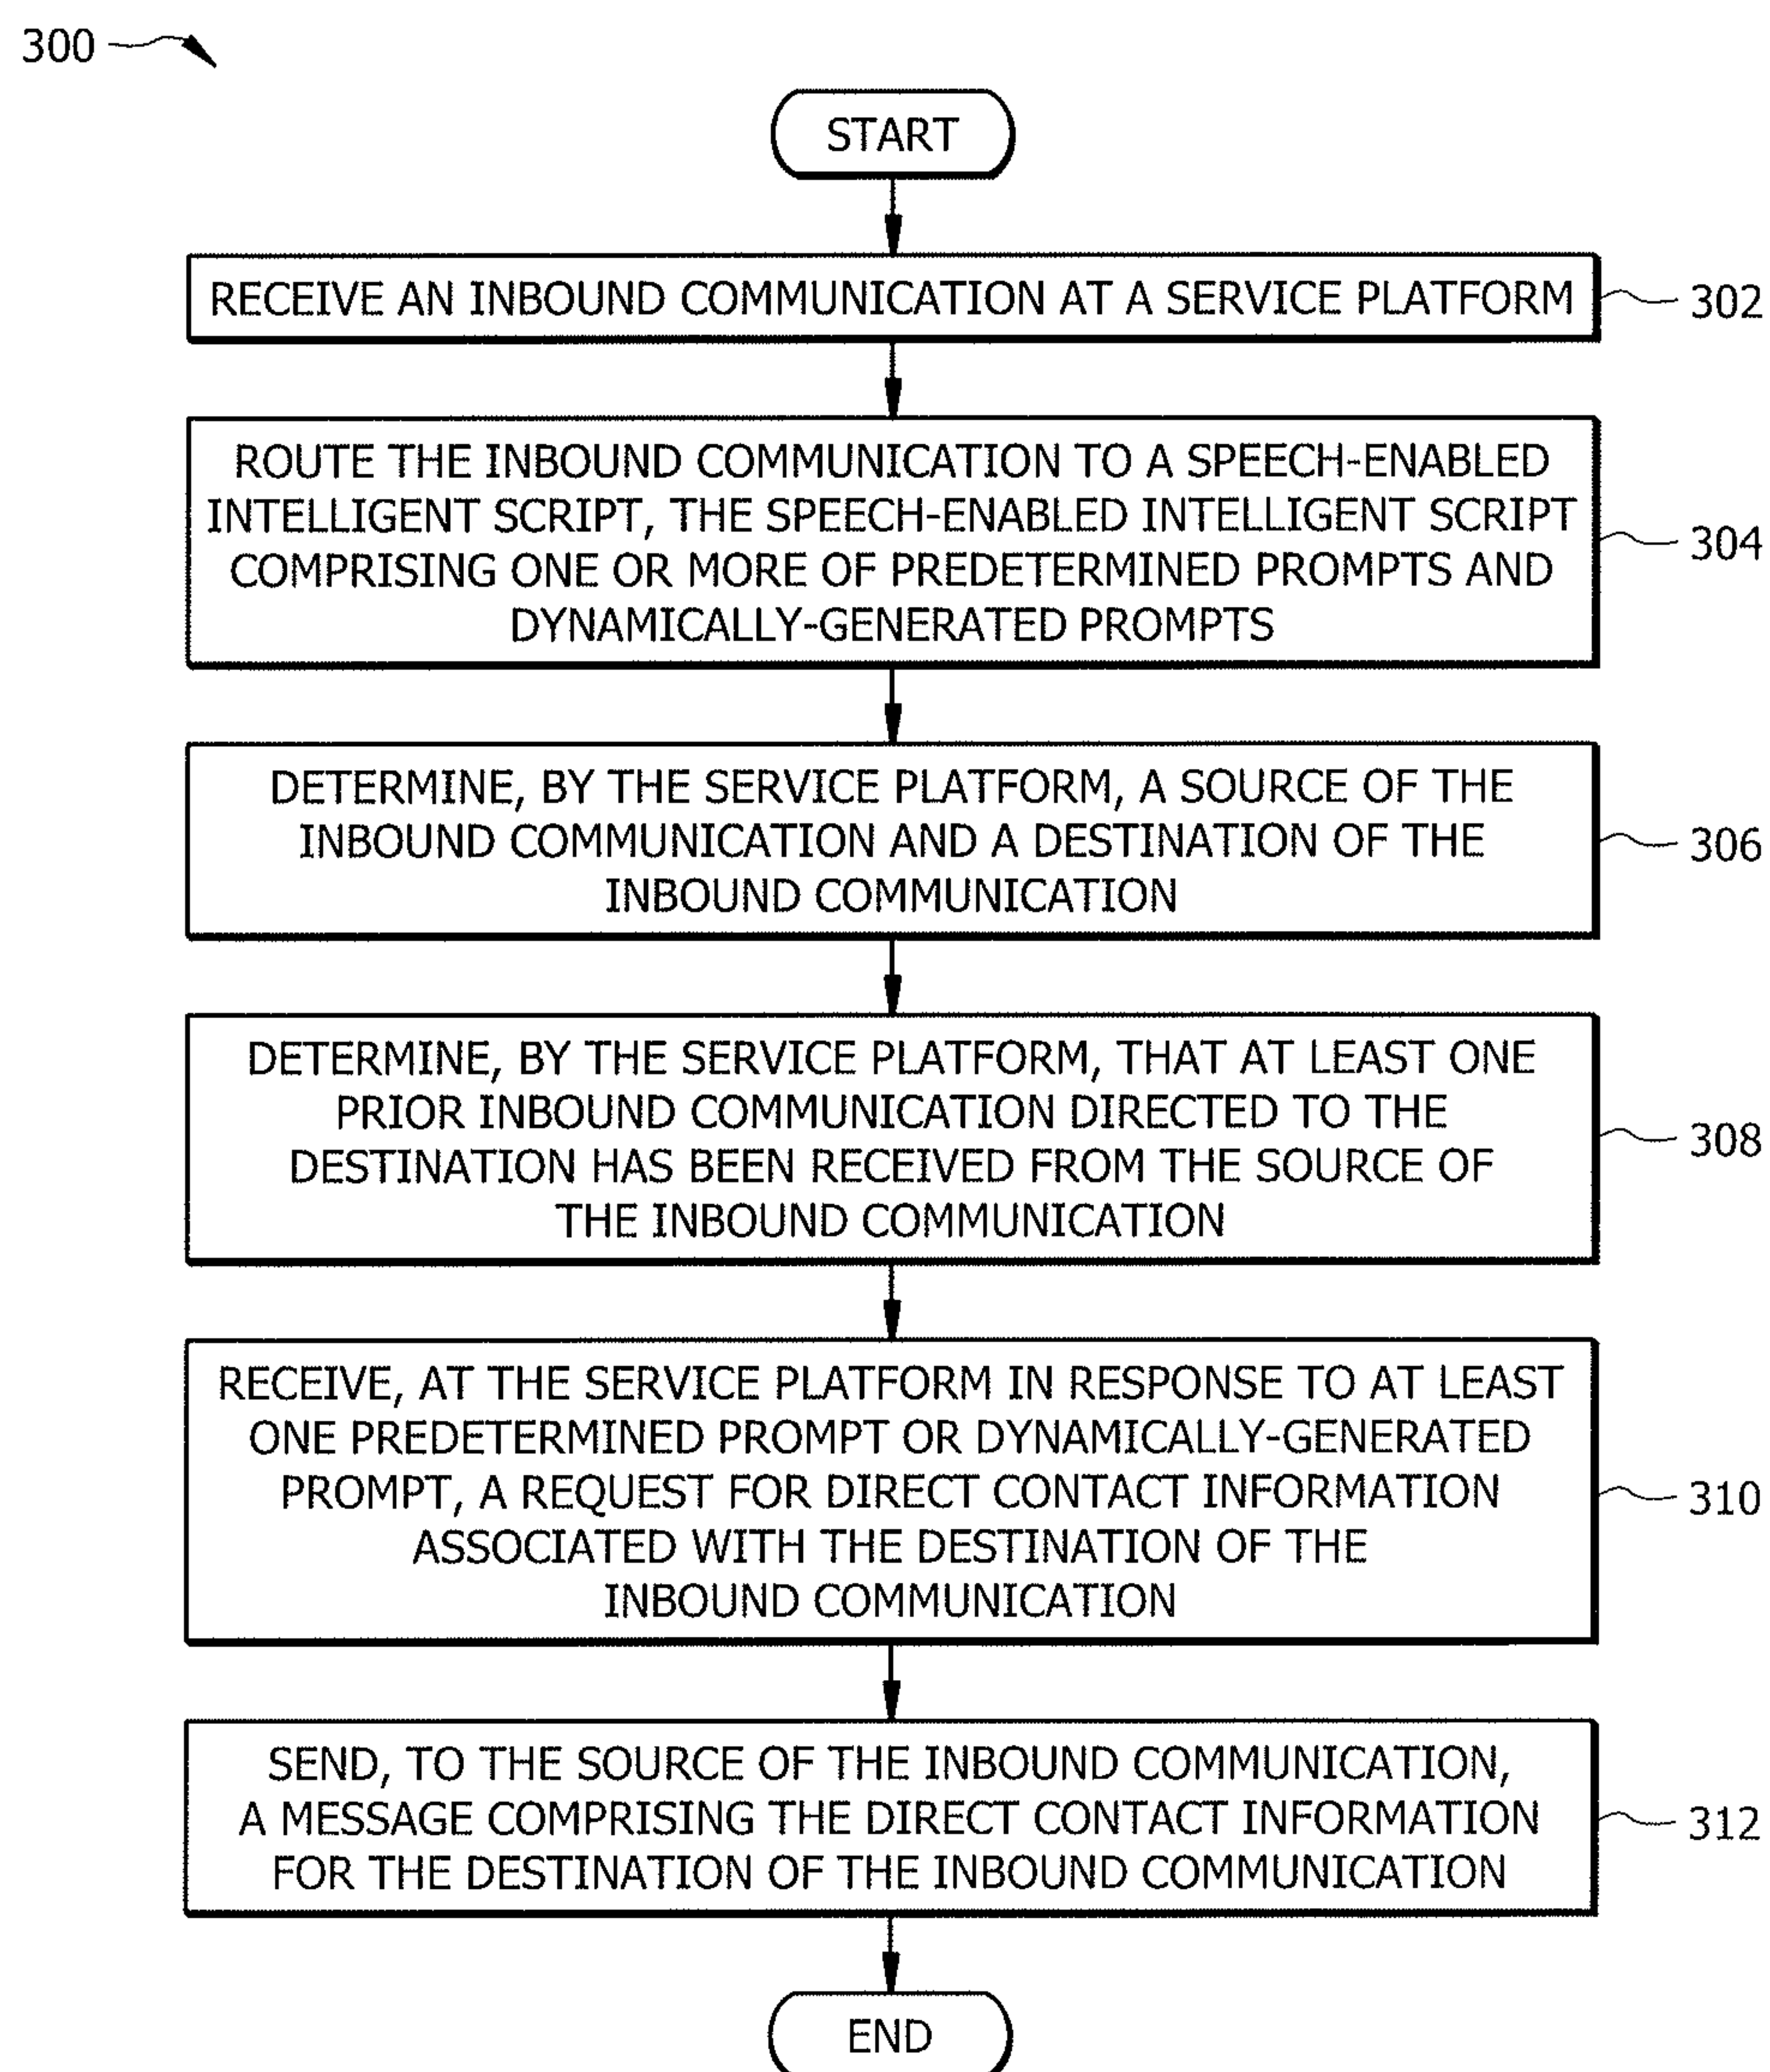 300
START
RECEIVE AN INBOUND COMMUNICATION AT A SERVICE PLATFORM
302
ROUTE THE INBOUND COMMUNICATION TO A SPEECH-ENABLED
INTELLIGENT SCRIPT, THE SPEECH-ENABLED INTELLIGENT SCRIPT
COMPRISING ONE OR MORE OF PREDETERMINED PROMPTS AND
DYNAMICALLY-GENERATED PROMPTS
304
DETERMINE, BY THE SERVICE PLATFORM, A SOURCE OF THE
INBOUND COMMUNICATION AND A DESTINATION OF THE
INBOUND COMMUNICATION
306
DETERMINE, BY THE SERVICE PLATFORM, THAT AT LEAST ONE
PRIOR INBOUND COMMUNICATION DIRECTED TO THE
DESTINATION HAS BEEN RECEIVED FROM THE SOURCE OF
THE INBOUND COMMUNICATION
308
RECEIVE, AT THE SERVICE PLATFORM IN RESPONSE TO AT LEAST
ONE PREDETERMINED PROMPT OR DYNAMICALLY-GENERATED
PROMPT, A REQUEST FOR DIRECT CONTACT INFORMATION
ASSOCIATED WITH THE DESTINATION OF THE
INBOUND COMMUNICATION
310
SEND, TO THE SOURCE OF THE INBOUND COMMUNICATION,
A MESSAGE COMPRISING THE DIRECT CONTACT INFORMATION
FOR THE DESTINATION OF THE INBOUND COMMUNICATION
312
END